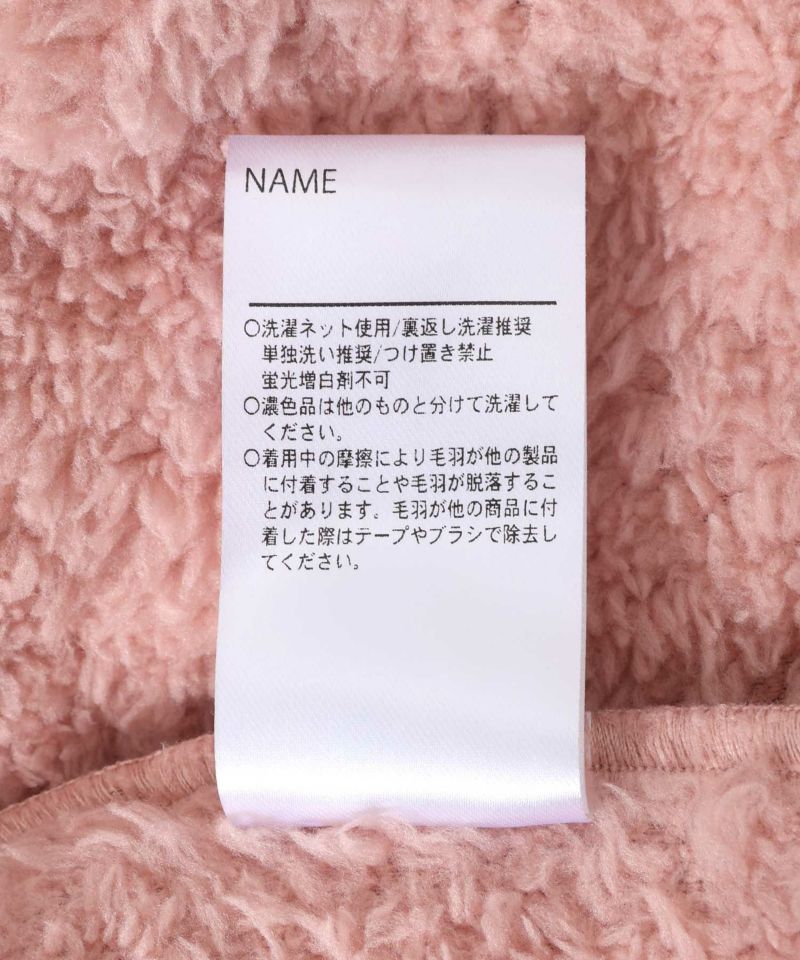 NAME
○洗濯ネット使用/裏返し洗濯推奨
単独洗い推奨/つけ置き禁止
蛍光増白剤不可
○濃色品は他のものと分けて洗濯して
ください。
○着用中の摩擦により毛羽が他の製品
に付着することや毛羽が脱落するこ
とがあります。毛羽が他の商品に付
着した際はテープやブラシで除去し
てください。